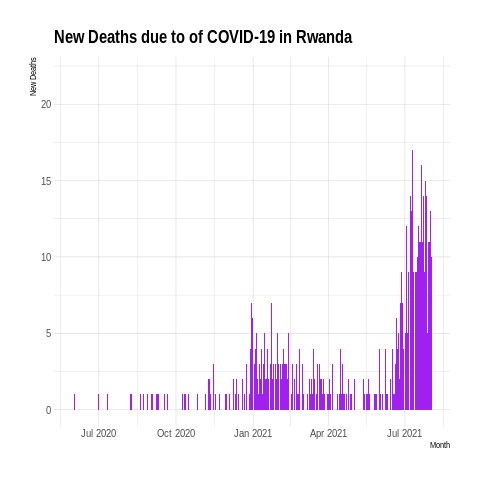 New Deaths due to of COVID-19 in Rwanda
New Deaths
20
15
10
5
0
Jul 2020 Oct 2020 Jan 2021 Apr 2021 Jul 2021
Month